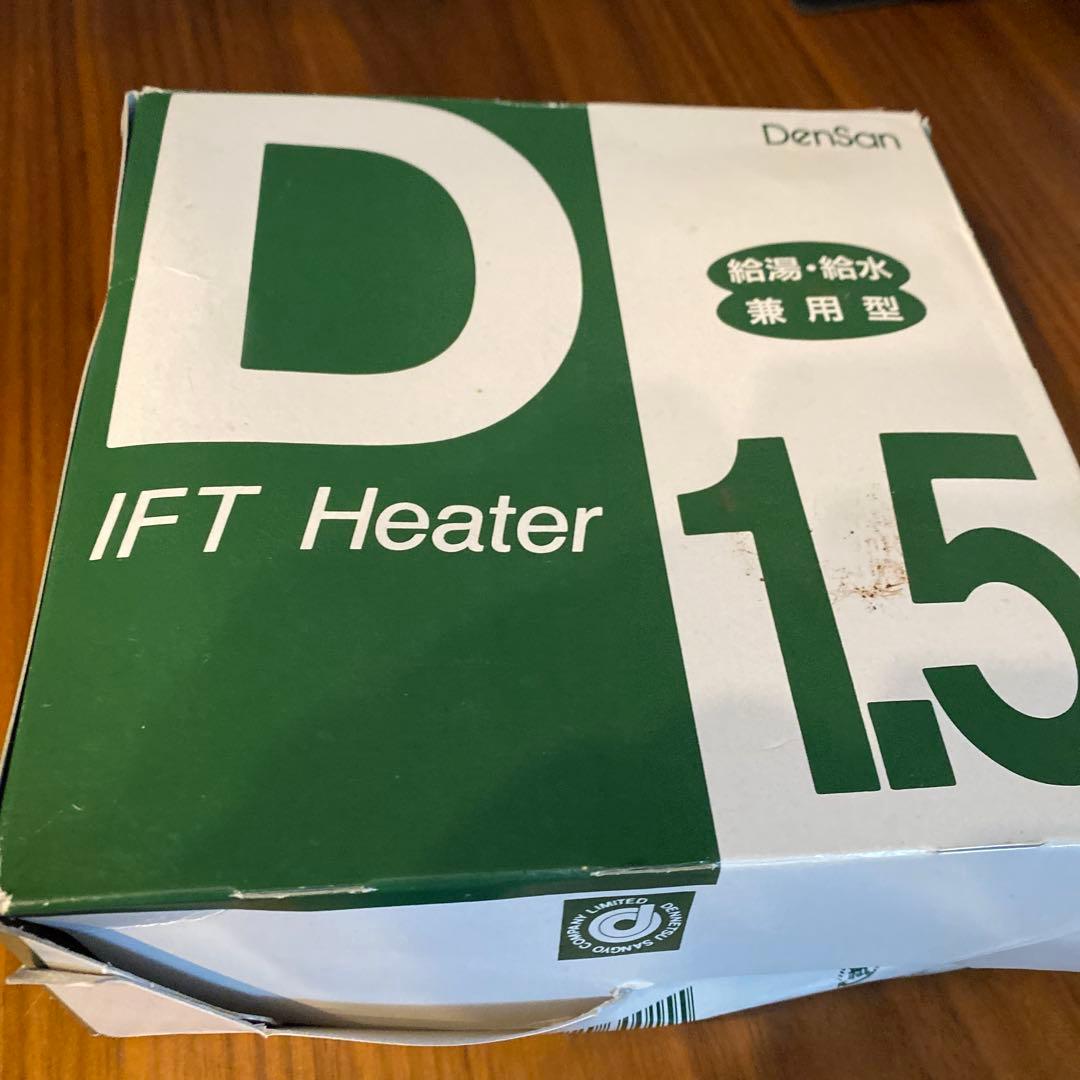 DenSan
D
給湯・給水
兼用型
IFT Heater
1.5
DENNETSU SANGYO COMPANY LIMITED